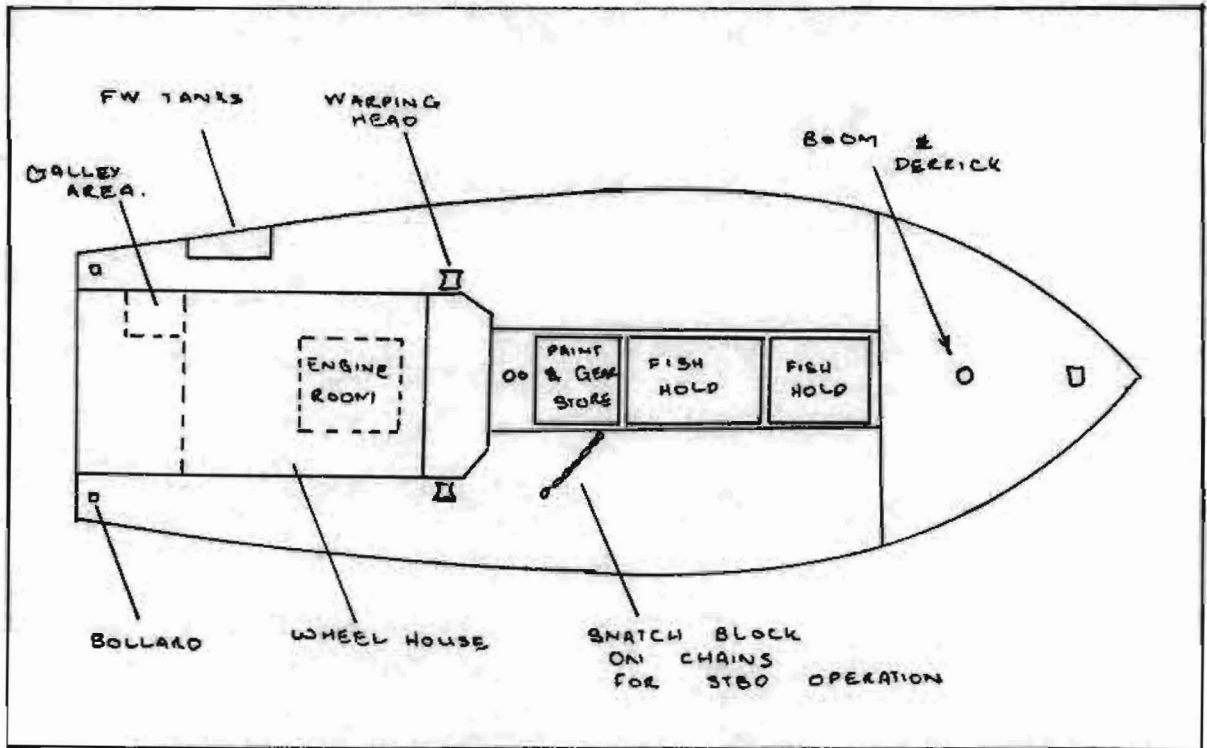 FW TANKS
WARPING
HEAD
BOOM &
DERRICK
GALLEY
AREA.
ENGINE
ROOM
PAINT
& GEAR
STORE
FISH
HOLD
FISH
HOLD
BOLLARD
WHEEL HOUSE
SNATCH BLOCK
ON CHAINS
FOR STBD OPERATION